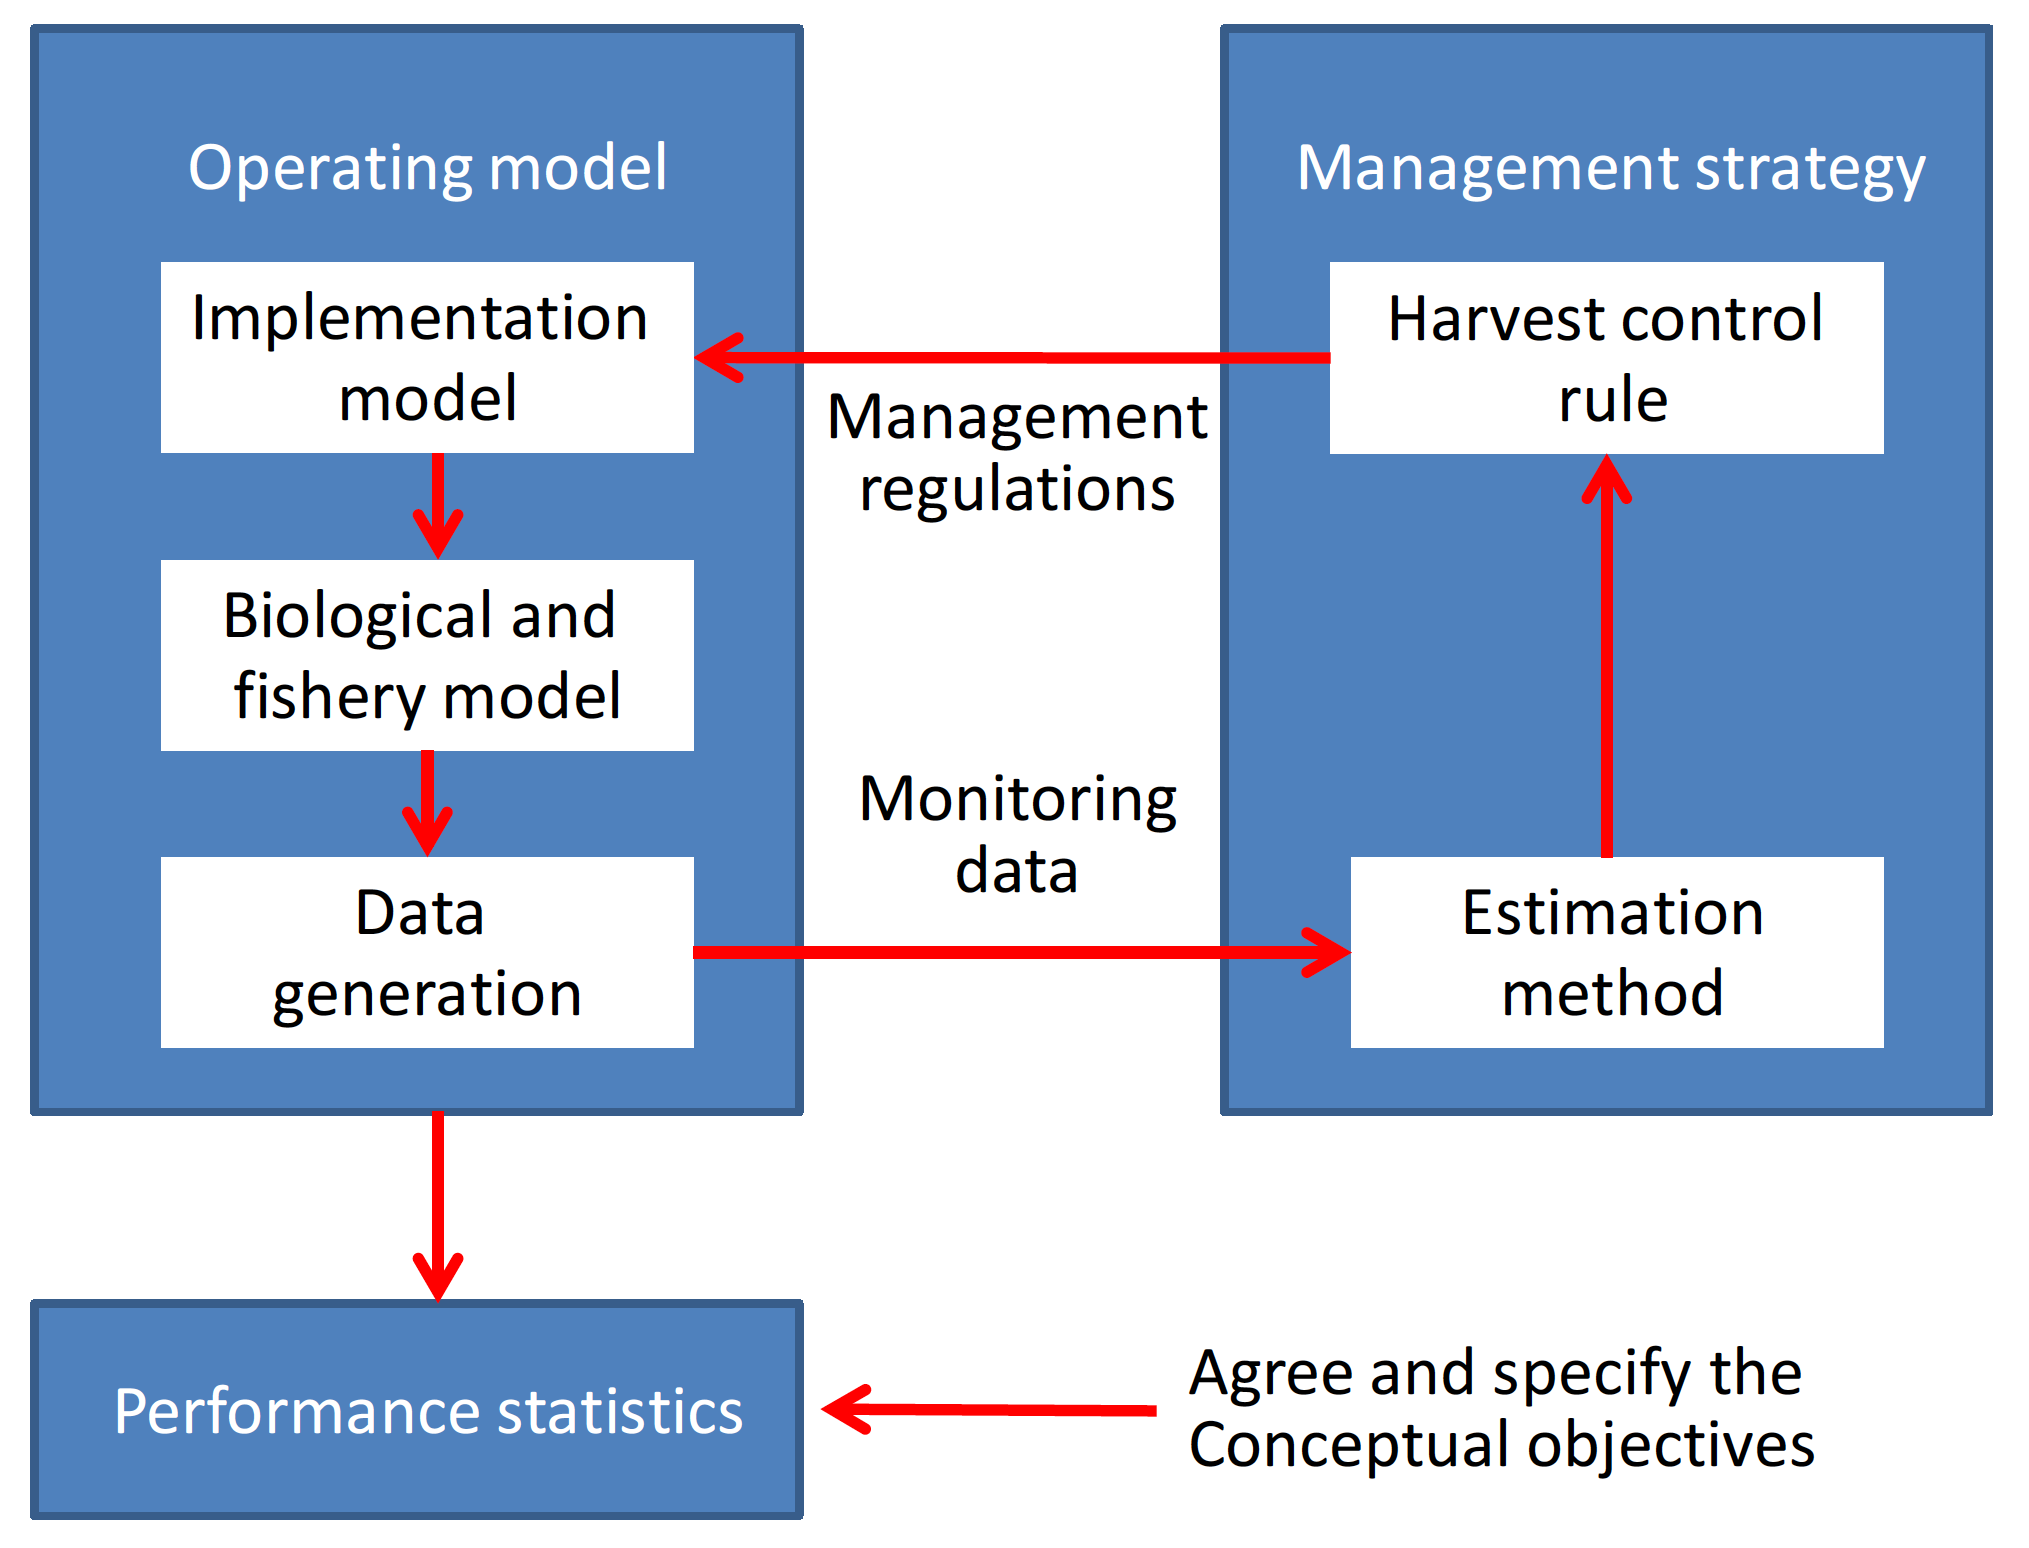 Operating model
Implementation
model
Biological and
fishery model
Data
generation
Management
regulations
Monitoring
data
Management strategy
Harvest control
rule
Estimation
method
Performance statistics
Agree and specify the
Conceptual objectives